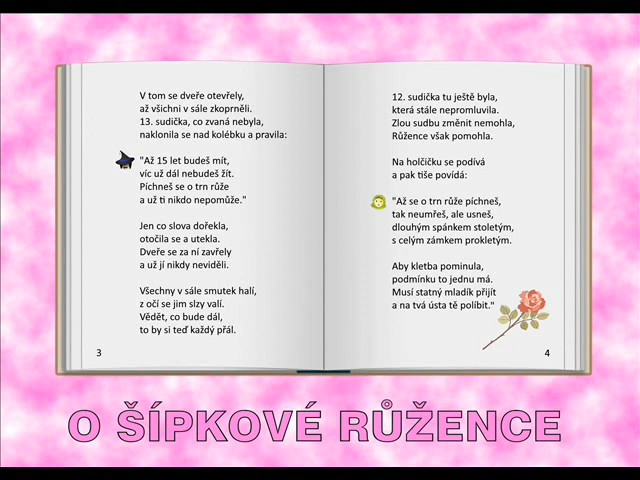 V tom se dveře otevřely,
až všichni v sále zkoprněli.
13. sudička, co zvaná nebyla,
naklonila se nad kolébku a pravila:
"Až 15 let budeš mít,
víc už dál nebudeš žít.
Píchneš se o trn růže
a už ti nikdo nepomůže."
Jen co slova dořekla,
otočila se a utekla.
Dveře se za ní zavřely
a už jí nikdy neviděli.
Všechny v sále smutek halí,
z očí se jim slzy valí.
Vědět, co bude dál,
to by si teď každý přál.
3
12. sudička tu ještě byla,
která stále nepromluvila.
Zlou sudbu změnit nemohla,
Růžence však pomohla.
Na holčičku se podívá
a pak tiše povídá:
"Až se o trn růže píchneš,
tak neumřeš, ale usneš,
dlouhým spánkem stoletým,
s celým zámkem prokletým.
Aby kletba pominula,
podmínku to jednu má.
Musí statný mladík přijít
a na tvá ústa tě políbit."
4
O ŠÍPKOVÉ RŮŽENCE